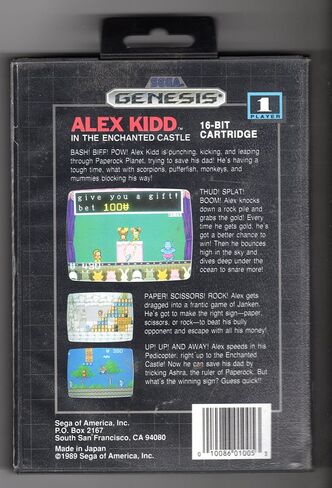 SEGA
GENESIS
1
PLAYER
ALEX KIDD™
IN THE ENCHANTED CASTLE
16-BIT
CARTRIDGE
BASH! BIFF! POW! Alex Kidd is punching, kicking, and leaping
through Paperock Planet, trying to save his dad! He's having a
tough time, what with scorpions, pufferfish, monkeys, and
mummies blocking his way!
give you a gift!
bet 100
THUD! SPLAT!
BOOM! Alex knocks
down a rock pile and
grabs the gold! Every
time he gets gold, he's
got a better chance to
win! Then he bounces
high in the sky and
dives deep under the
ocean to snare more!
PAPER! SCISSORS! ROCK! Alex gets
dragged into a frantic game of Janken.
He's got to make the right sign—paper,
scissors, or rock—to beat his bully
opponent and escape with all his money!
UP! UP! AND AWAY! Alex speeds in his
Pedicopter, right up to the Enchanted
Castle! Now he can save his dad by
tricking Ashra, the ruler of Paperock. But
what's the winning sign? Guess quick!!
Sega of America, Inc.
P.O. Box 2167
South San Francisco, CA 94080
Made in Japan
©1989 Sega of America, Inc.
0 10086 01005 3